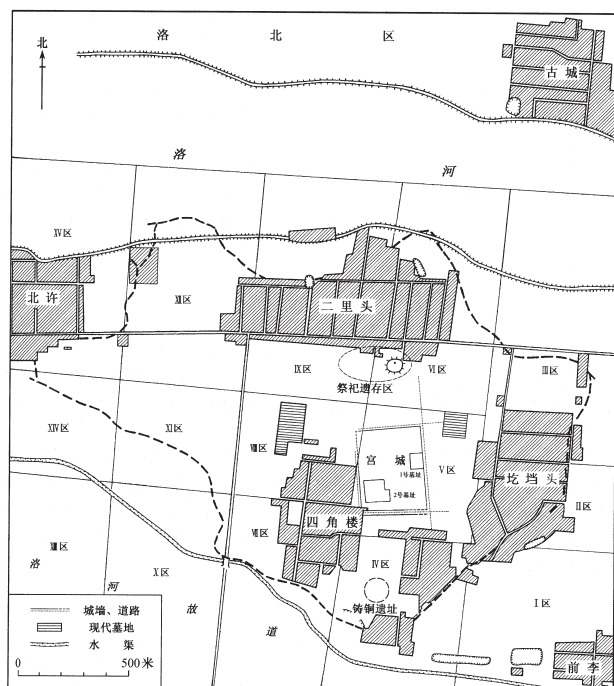 洛 北 区
北
古城
洛 河
XV区
北许
XII区
二里头
IX区
VI区
III区
祭祀遗存区
XIV区
XI区
VIII区
宫城
1号基址
2号基址
V区
圪垱头
II区
VII区
四角楼
XIII区
X区
IV区
铸铜遗址
I区
洛 河 故 道
前李
城墙、道路
现代墓地
水 渠
0 500米